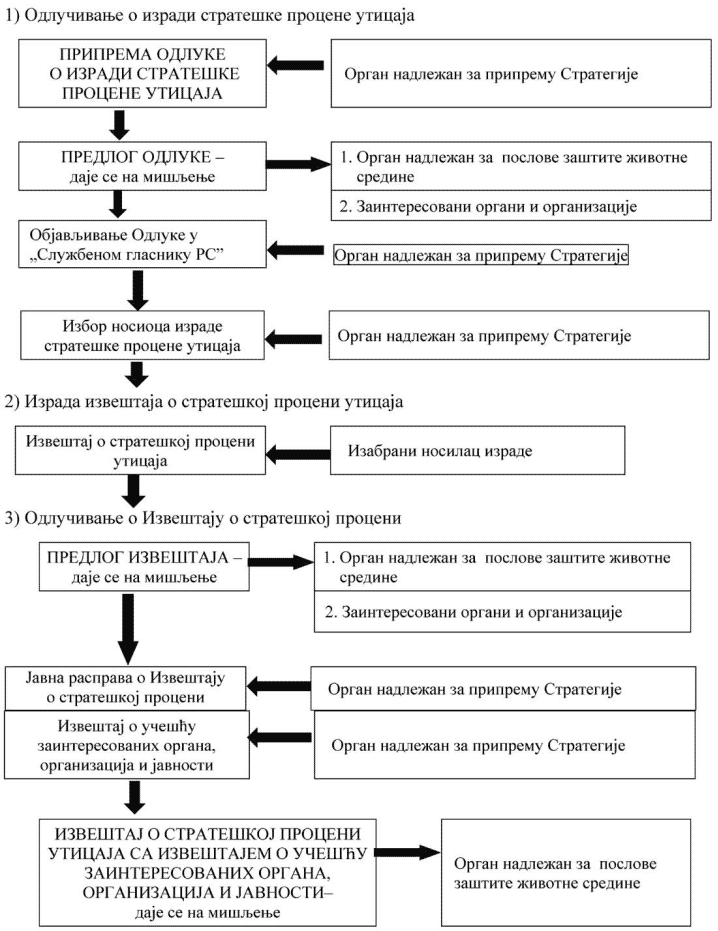 1) Одлучивање о изради стратешке процене утицаја
ПРИПРЕМА ОДЛУКЕ
О ИЗРАДИ СТРАТЕШКЕ
ПРОЦЕНЕ УТИЦАЈА
Орган надлежан за припрему Стратегије
ПРЕДЛОГ ОДЛУКЕ –
даје се на мишљење
1. Орган надлежан за послове заштите животне
средине
2. Заинтересовани органи и организације
Објављивање Одлуке у
„Службеном гласнику РС”
Орган надлежан за припрему Стратегије
Избор носиоца израде
стратешке процене утицаја
Орган надлежан за припрему Стратегије
2) Израда извештаја о стратешкој процени утицаја
Извештај о стратешкој процени
утицаја
Изабрани носилац израде
3) Одлучивање о Извештају о стратешкој процени
ПРЕДЛОГ ИЗВЕШТАЈА –
даје се на мишљење
1. Орган надлежан за послове заштите животне
средине
2. Заинтересовани органи и организације
Јавна расправа о Извештају
о стратешкој процени
Орган надлежан за припрему Стратегије
Извештај о учешћу
заинтересованих органа,
организација и јавности
Орган надлежан за припрему Стратегије
ИЗВЕШТАЈ О СТРАТЕШКОЈ ПРОЦЕНИ
УТИЦАЈА СА ИЗВЕШТАЈЕМ О УЧЕШЋУ
ЗАИНТЕРЕСОВАНИХ ОРГАНА,
ОРГАНИЗАЦИЈА И ЈАВНОСТИ–
даје се на мишљење
Орган надлежан за послове
заштите животне средине